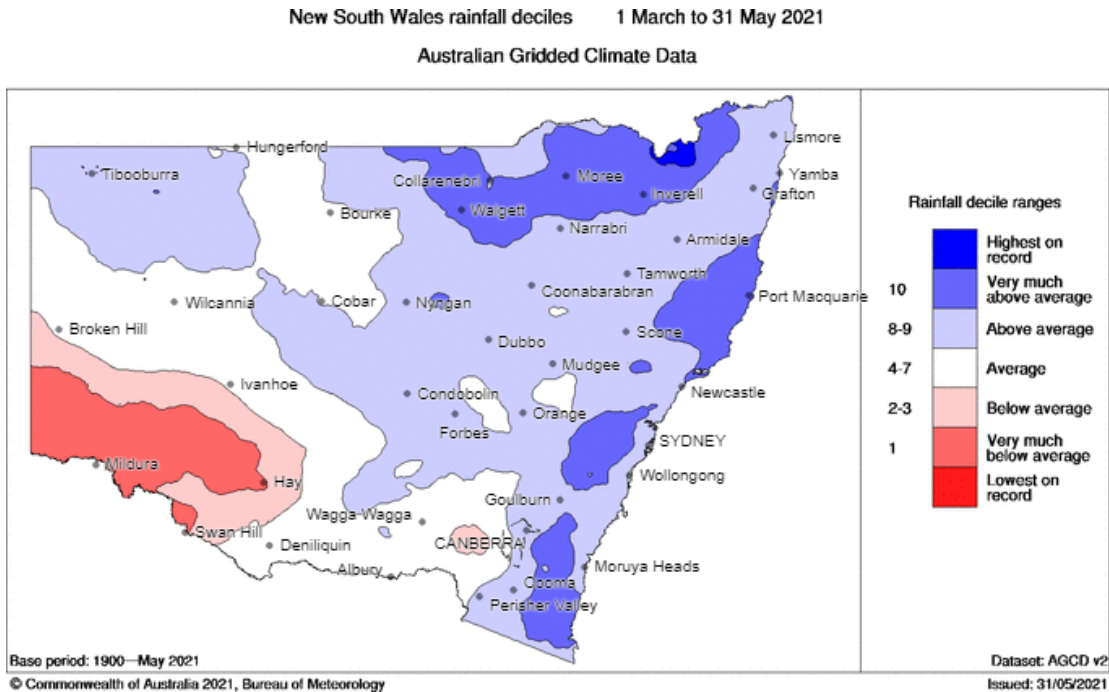 New South Wales rainfall deciles 1 March to 31 May 2021
Australian Gridded Climate Data
Lismore
Hungerford
Tibooburra
Collarenebri
Moree
Yamba
Inverell
Grafton
Bourke
Walgett
Narrabri
Armidale
Tamworth
Wilcannia
Cobar
Nyngan
Coonabarabran
Port Macquarie
Broken Hill
Dubbo
Scone
Mudgee
Ivanhoe
Condobolin
Newcastle
Forbes
Orange
SYDNEY
Mildura
Hay
Wollongong
Goulburn
Wagga Wagga
Swan Hill
Deniliquin
CANBERRA
Albury
Moruya Heads
Cooma
Perisher Valley
Rainfall decile ranges
Highest on
record
10 Very much
above average
8-9 Above average
4-7 Average
2-3 Below average
1 Very much
below average
Lowest on
record
Base period: 1900—May 2021
Dataset: AGCD v2
© Commonwealth of Australia 2021, Bureau of Meteorology
Issued: 31/05/2021